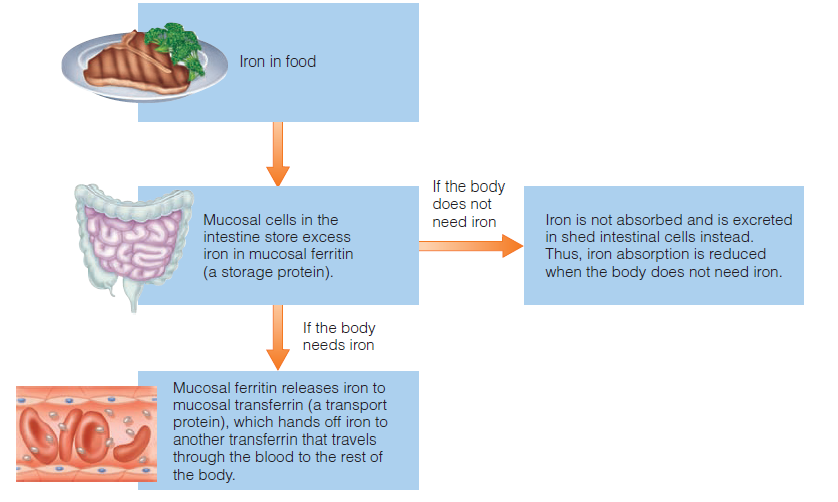 Iron in food
If the body
does not
need iron
Mucosal cells in the
intestine store excess
iron in mucosal ferritin
(a storage protein).
Iron is not absorbed and is excreted
in shed intestinal cells instead.
Thus, iron absorption is reduced
when the body does not need iron.
If the body
needs iron
Mucosal ferritin releases iron to
mucosal transferrin (a transport
protein), which hands off iron to
another transferrin that travels
through the blood to the rest of
the body.